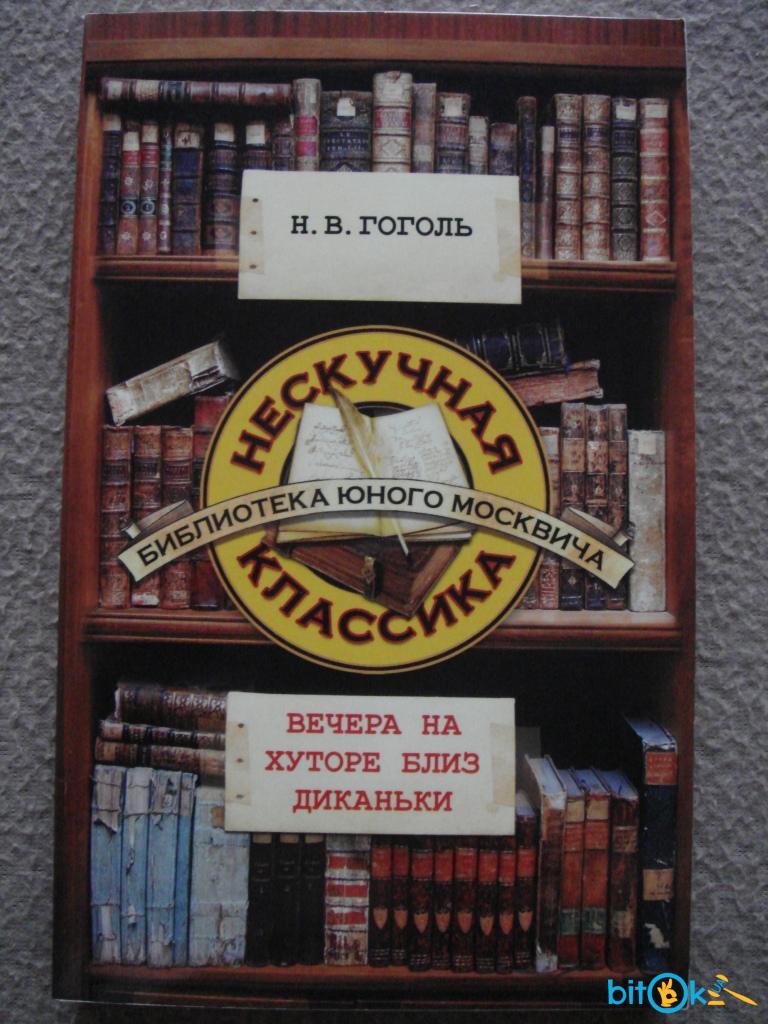 Н. В. ГОГОЛЬ
НЕСКУЧНАЯ
БИБЛИОТЕКА ЮНОГО МОСКВИЧА
КЛАССИКА
ВЕЧЕРА НА
ХУТОРЕ БЛИЗ
ДИКАНЬКИ
bitOk